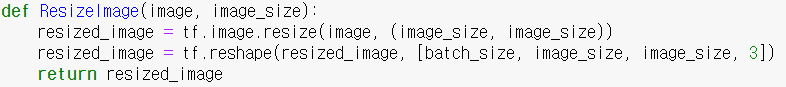 def ResizeImage(image, image_size):
    resized_image = tf.image.resize(image, (image_size, image_size))
    resized_image = tf.reshape(resized_image, [batch_size, image_size, image_size, 3])
    return resized_image